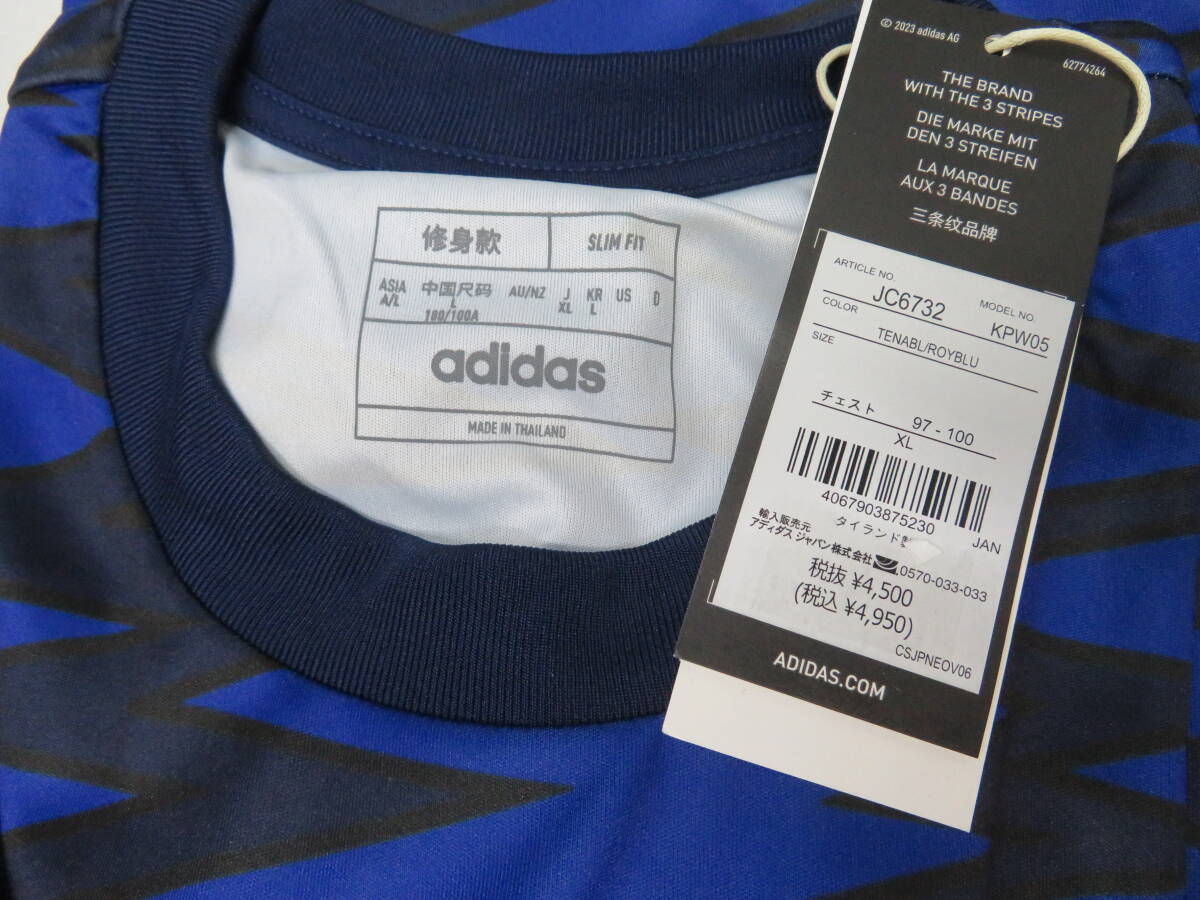 修身款 SLIM FIT
ASIA 中国尺码 AU/NZ J KR US D
A/L L XL L
180/100A
adidas
MADE IN THAILAND
© 2023 adidas AG
62774264
THE BRAND
WITH THE 3 STRIPES
DIE MARKE MIT
DEN 3 STREIFEN
LA MARQUE
AUX 3 BANDES
三条纹品牌
ARTICLE NO JC6732 MODEL NO. KPW05
COLOR TENABL/ROYBLU
SIZE
チェスト 97 - 100
XL
4067903875230
タイランド JAN
輸入販売元
アディダス ジャパン株式会社 0570-033-033
税抜 ¥4,500
(税込 ¥4,950)
CSJPNEOV06
ADIDAS.COM